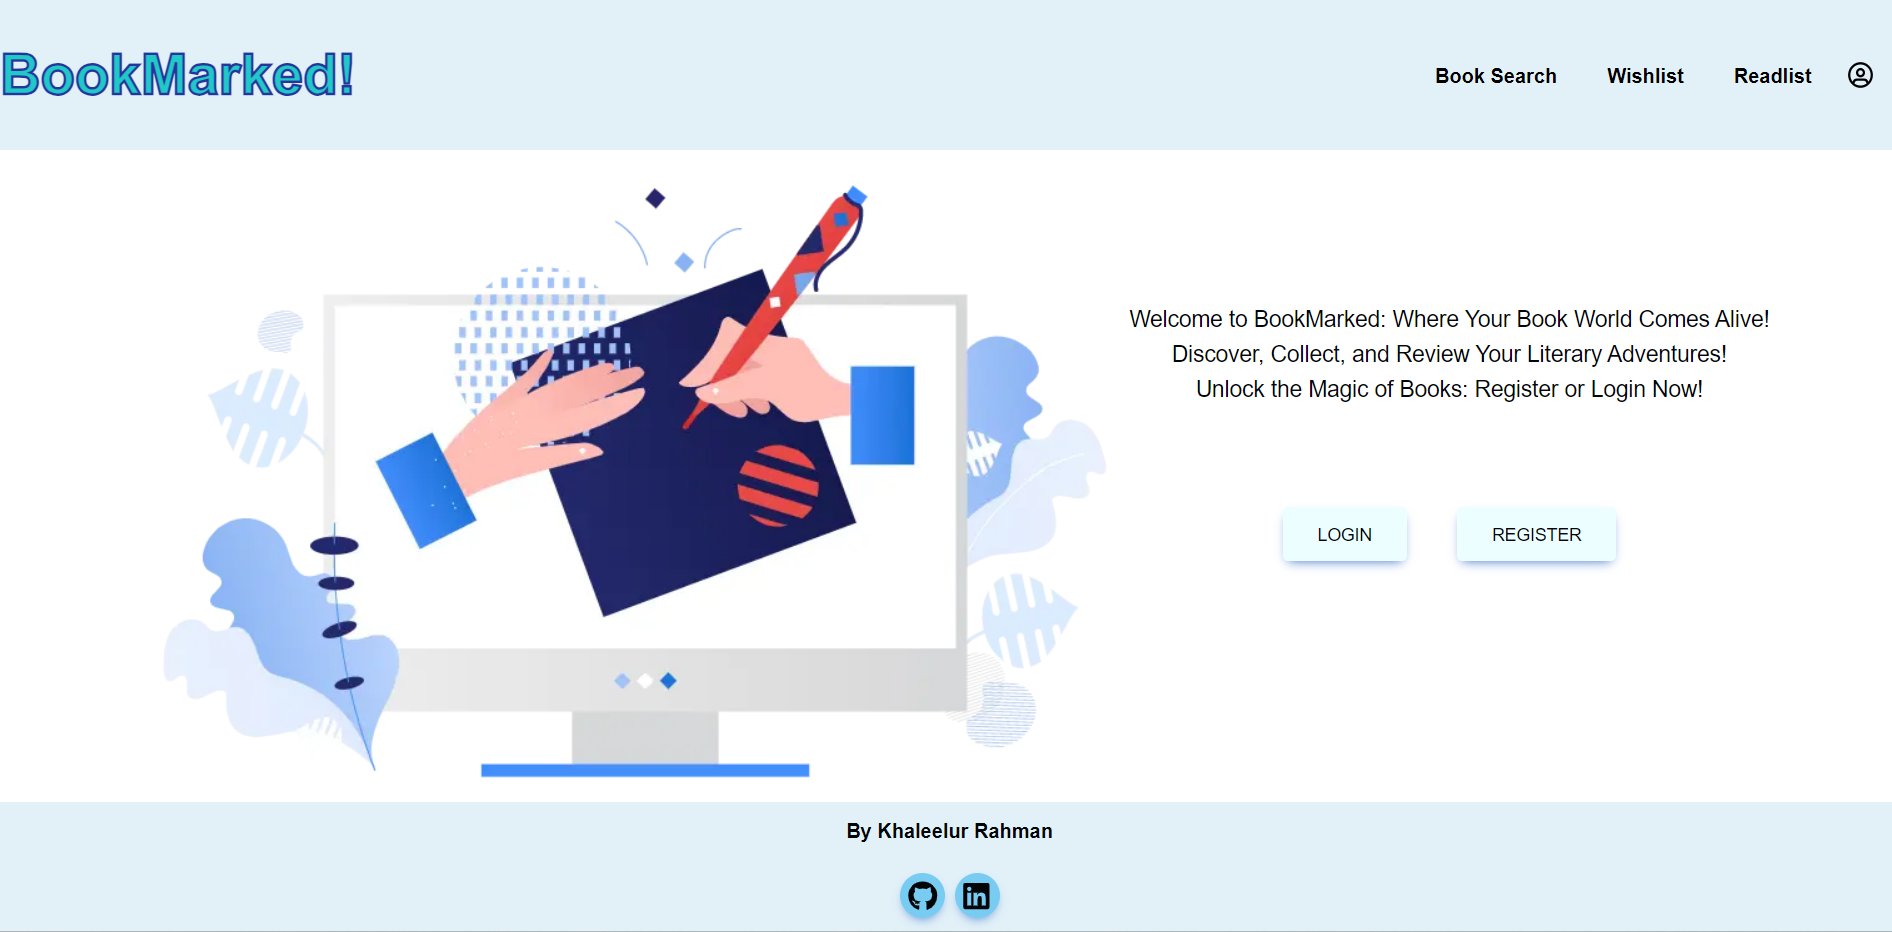 BookMarked!
Book Search
Wishlist
Readlist
Welcome to BookMarked: Where Your Book World Comes Alive!
Discover, Collect, and Review Your Literary Adventures!
Unlock the Magic of Books: Register or Login Now!
LOGIN
REGISTER
By Khaleelur Rahman
in